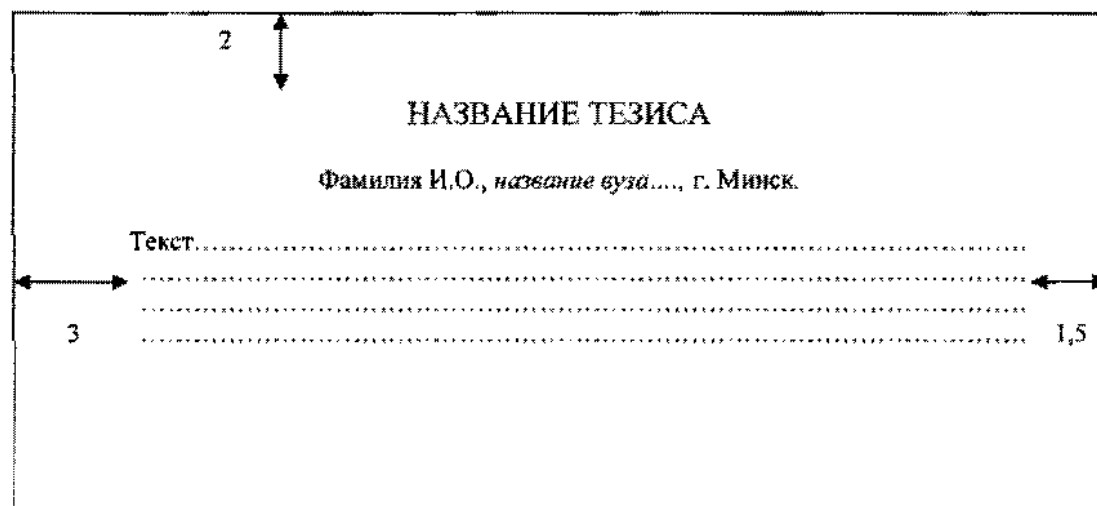 2
НАЗВАНИЕ ТЕЗИСА
Фамилия И.О., название вуза...., г. Минск.
Текст
3
1,5